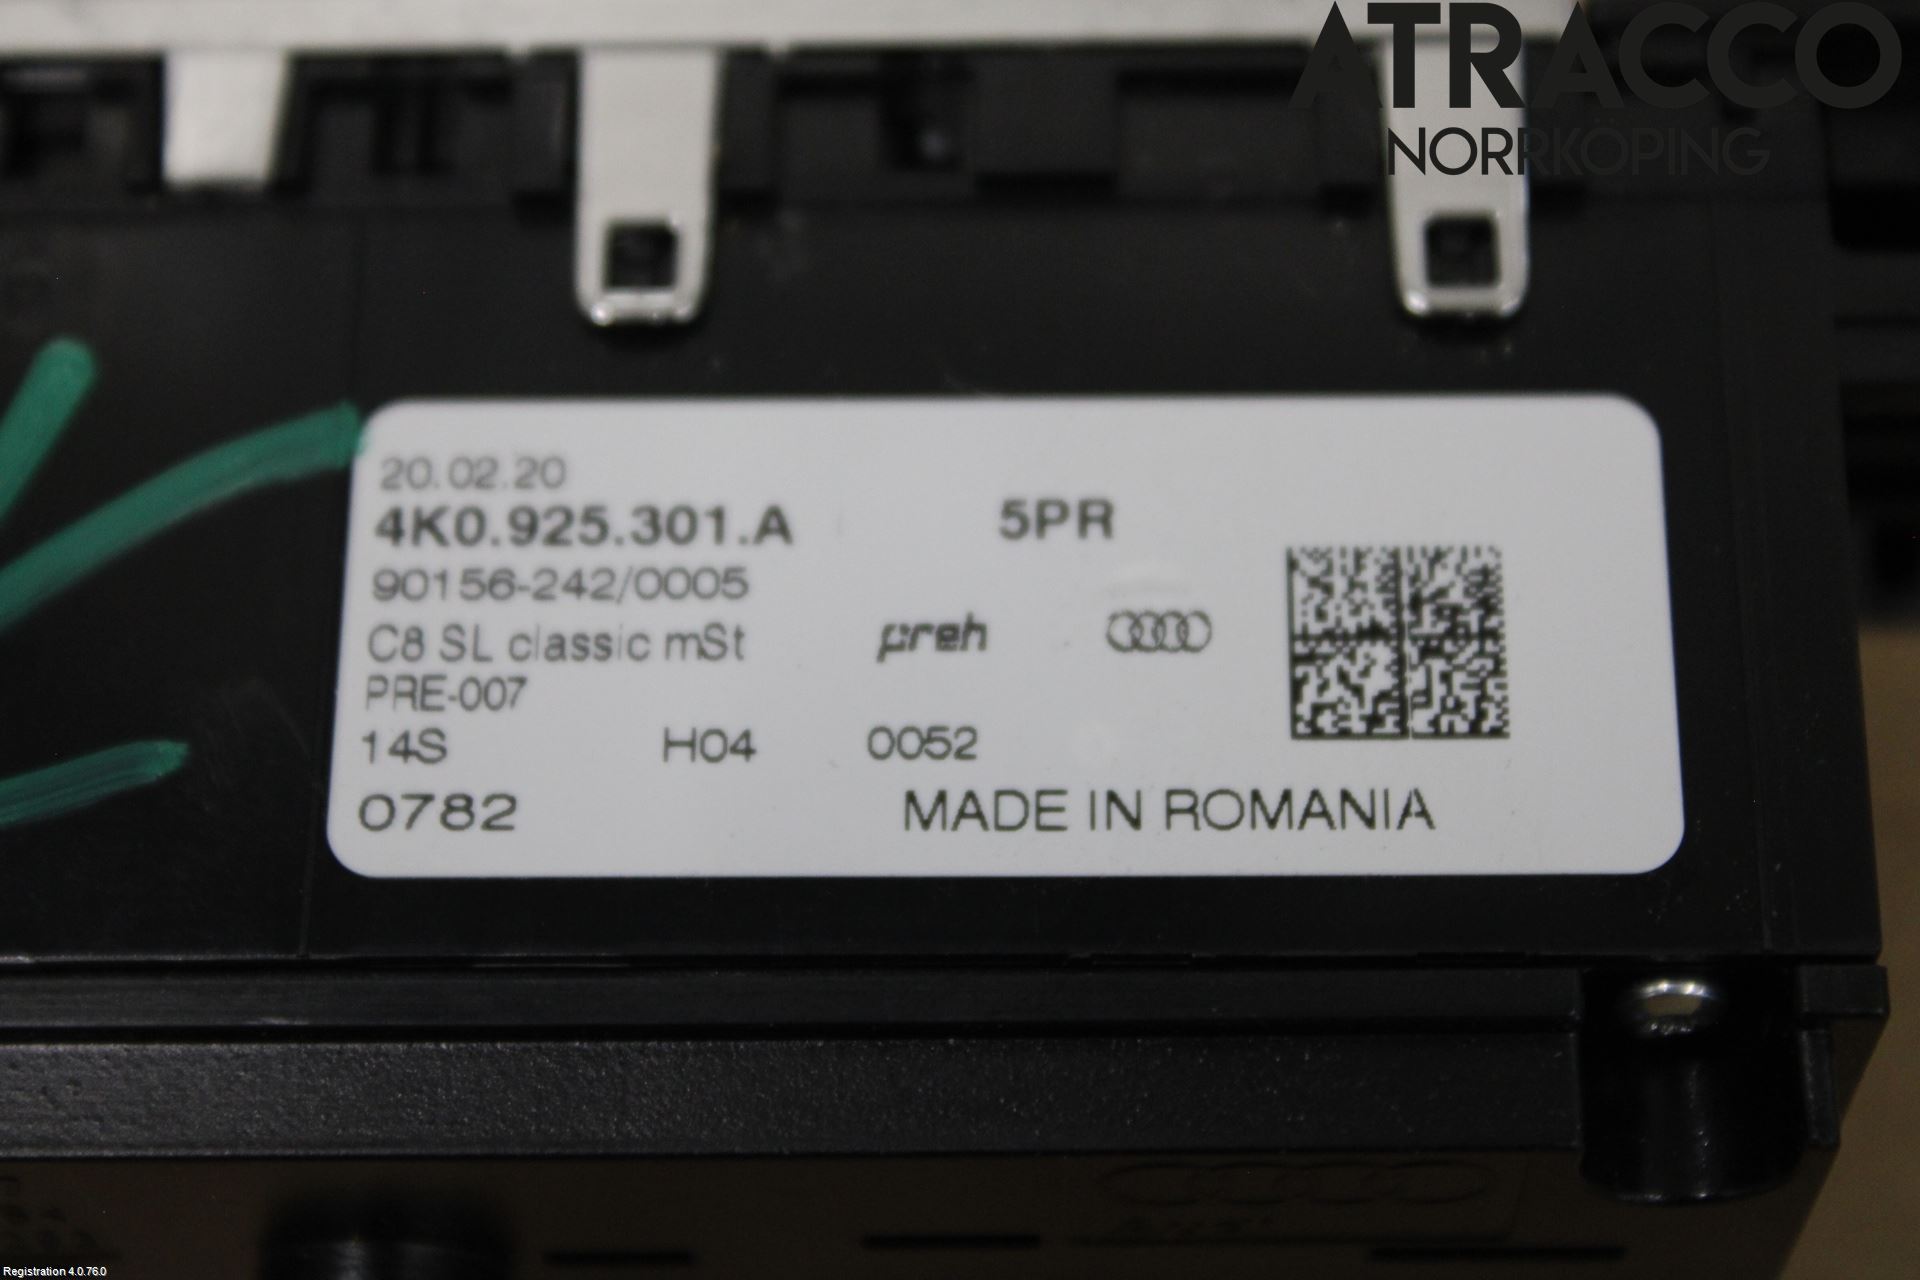 ATRACCO
NORRKÖPING
20.02.20
4K0.925.301.A 5PR
90156-242/0005
C8 SL classic mSt preh
PRE-007
14S H04 0052
0782 MADE IN ROMANIA
Registration 4.0.76.0